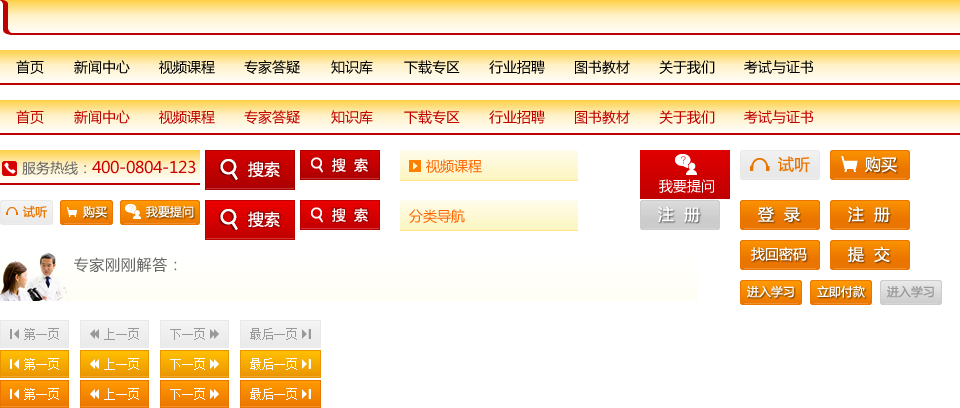 首页 新闻中心 视频课程 专家答疑 知识库 下载专区 行业招聘 图书教材 关于我们 考试与证书
首页 新闻中心 视频课程 专家答疑 知识库 下载专区 行业招聘 图书教材 关于我们 考试与证书
服务热线：400-0804-123 搜索 搜 索 视频课程 我要提问 试听 购买
试听 购买 我要提问 搜索 搜 索 分类导航 注 册 登 录 注 册
找回密码 提 交
专家刚刚解答：
进入学习 立即付款 进入学习
第一页 上一页 下一页 最后一页
第一页 上一页 下一页 最后一页
第一页 上一页 下一页 最后一页